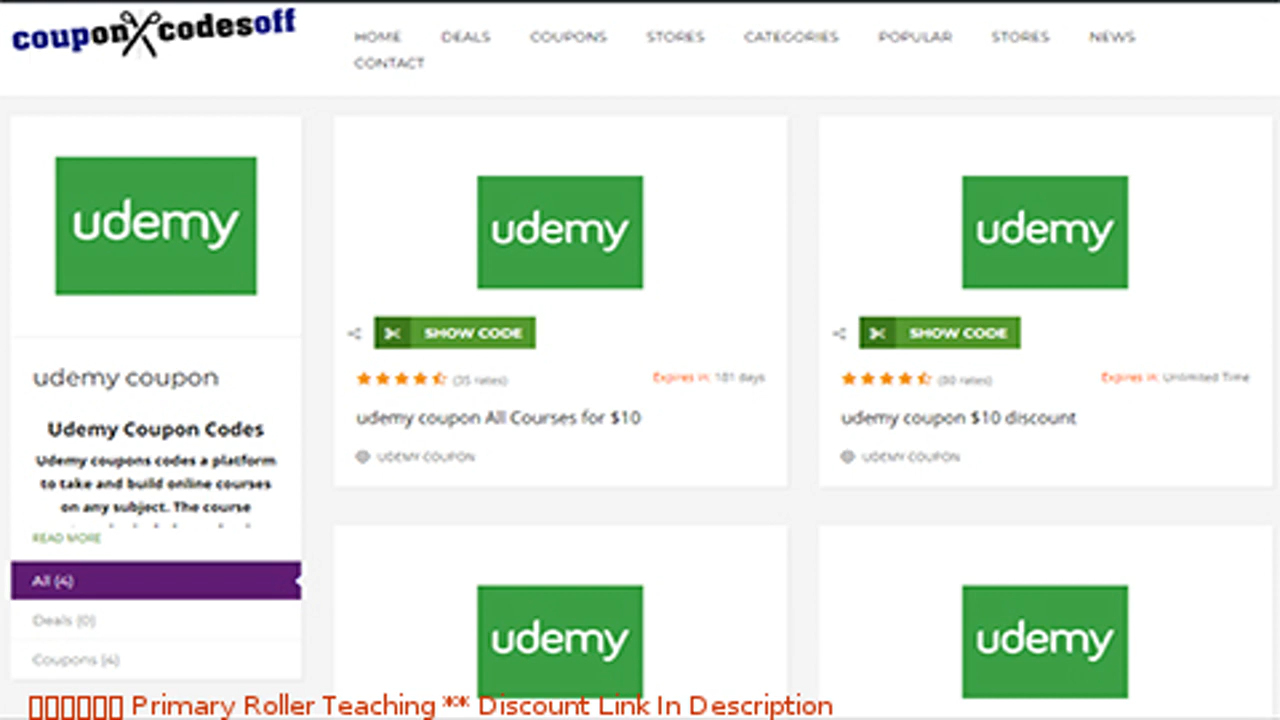 couponcodesoff
HOME DEALS COUPONS STORES CATEGORIES POPULAR STORES NEWS
CONTACT
udemy
udemy
udemy
SHOW CODE
SHOW CODE
(35 rates) Expires in: 181 days
(80 rates) Expires in: Unlimited Time
udemy coupon
udemy coupon All Courses for $10
udemy coupon $10 discount
Udemy Coupon Codes
UDEMY COUPON
UDEMY COUPON
Udemy coupons codes a platform
to take and build online courses
on any subject. The course
READ MORE
All (4)
Deals (0)
Coupons (4)
udemy
udemy
Primary Roller Teaching ** Discount Link In Description